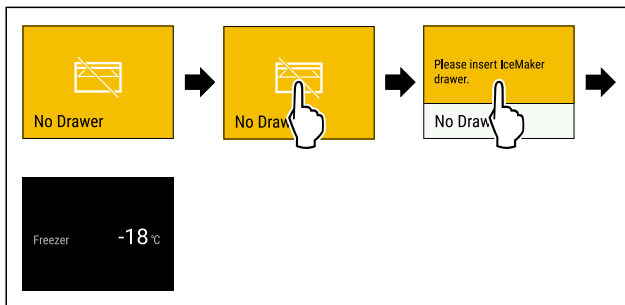 No Drawer
No Draw
Please insert IceMaker
drawer.
No Draw
Freezer -18 °C